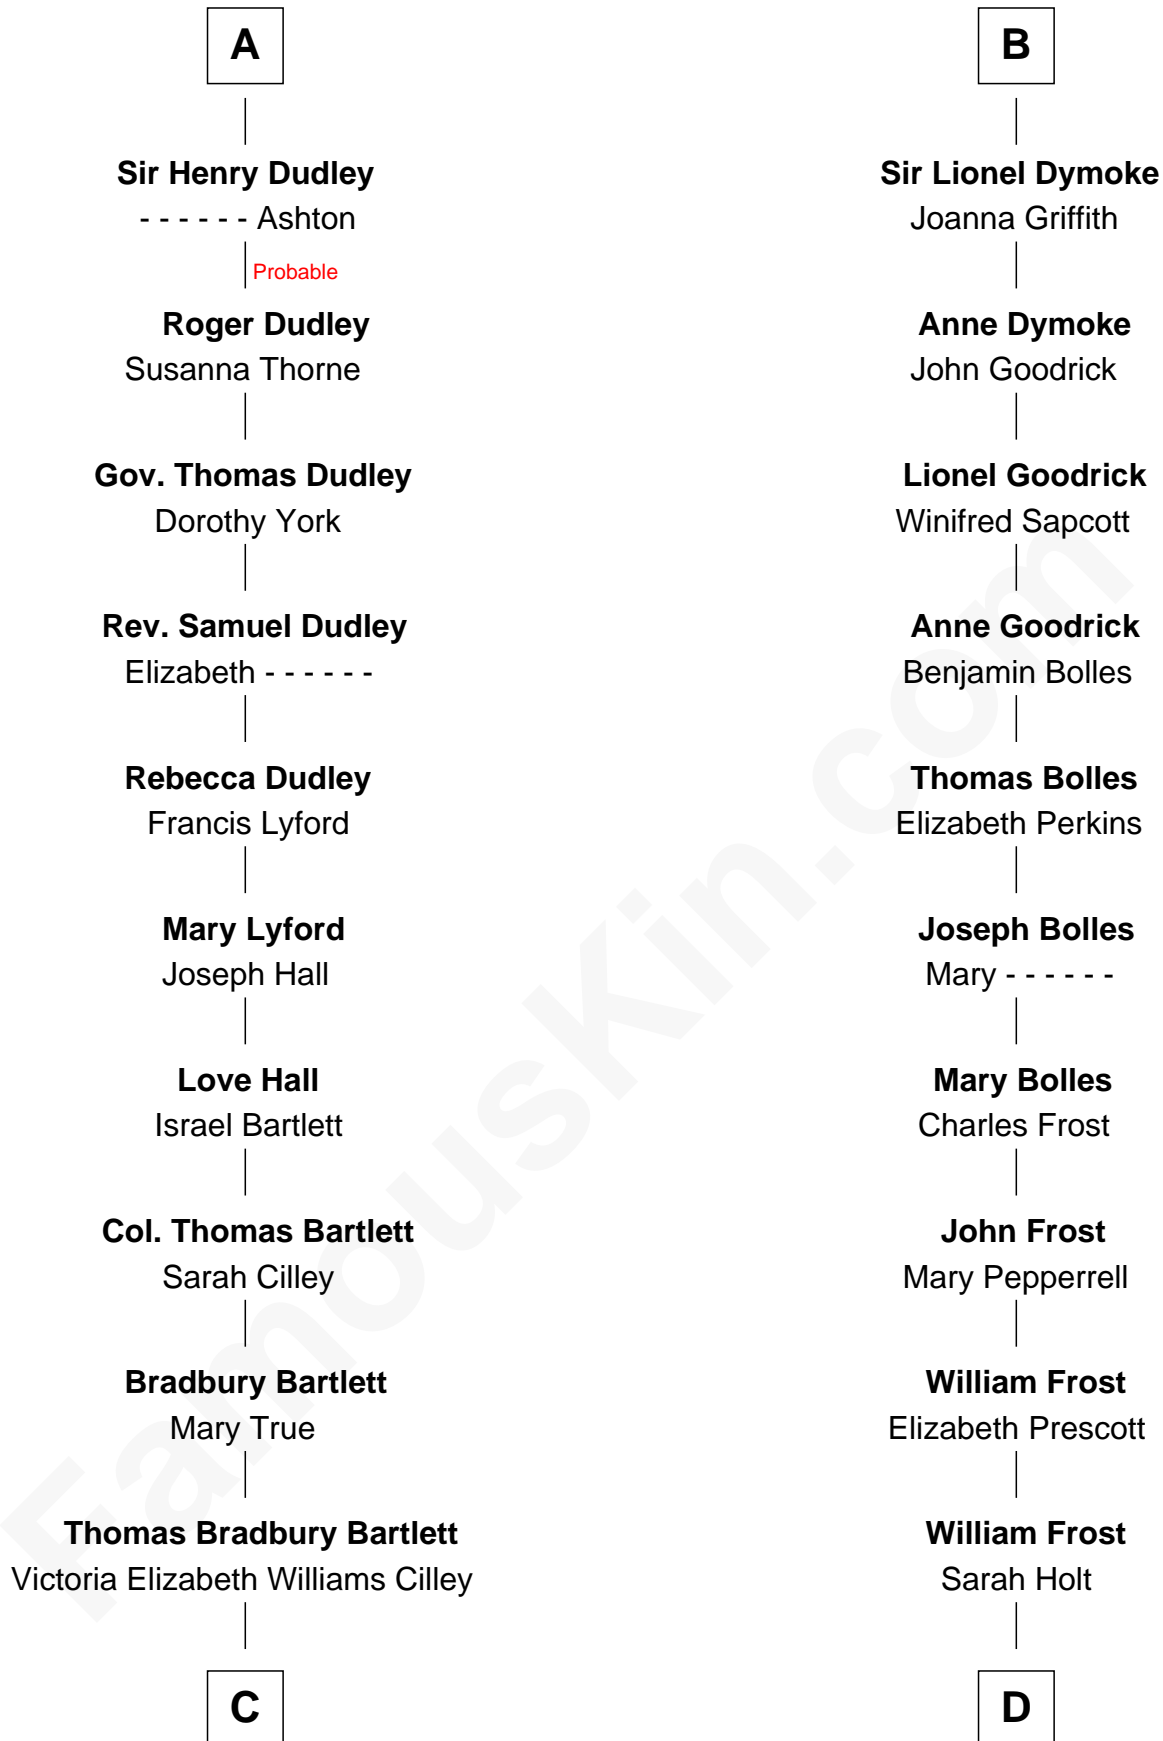 A
Sir Henry Dudley
- - - - - - Ashton
Probable
Roger Dudley
Susanna Thorne
Gov. Thomas Dudley
Dorothy York
Rev. Samuel Dudley
Elizabeth - - - - - -
Rebecca Dudley
Francis Lyford
Mary Lyford
Joseph Hall
Love Hall
Israel Bartlett
Col. Thomas Bartlett
Sarah Cilley
Bradbury Bartlett
Mary True
Thomas Bradbury Bartlett
Victoria Elizabeth Williams Cilley
C
B
Sir Lionel Dymoke
Joanna Griffith
Anne Dymoke
John Goodrick
Lionel Goodrick
Winifred Sapcott
Anne Goodrick
Benjamin Bolles
Thomas Bolles
Elizabeth Perkins
Joseph Bolles
Mary - - - - - -
Mary Bolles
Charles Frost
John Frost
Mary Pepperrell
William Frost
Elizabeth Prescott
William Frost
Sarah Holt
D
FamousKin.com